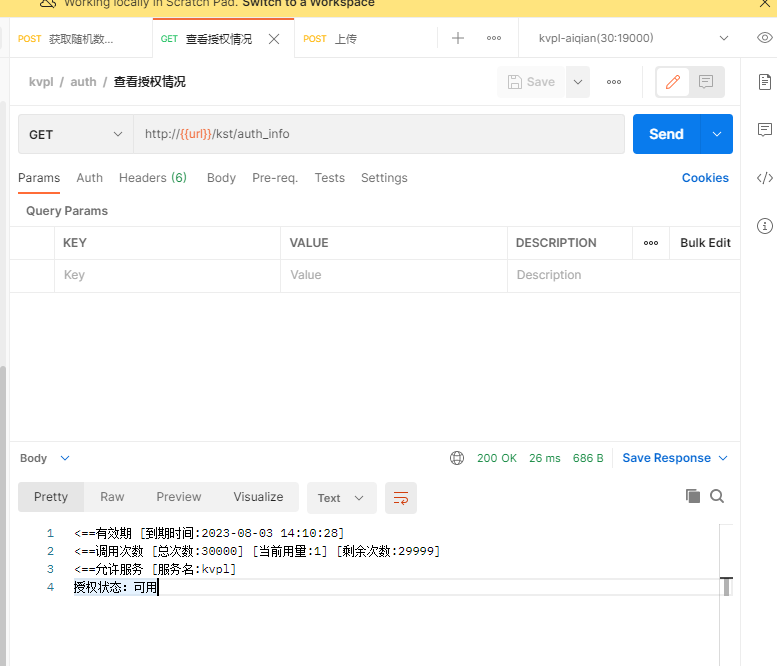 Working locally in Scratch Pad. Switch to a Workspace
POST 获取随机数...
GET 查看授权情况
POST 上传
kvpl-aiqian(30:19000)
kvpl / auth / 查看授权情况
Save
GET
http://{{url}}/kst/auth_info
Send
Params Auth Headers (6) Body Pre-req. Tests Settings
Cookies
Query Params
KEY VALUE DESCRIPTION Bulk Edit
Key Value Description
Body
200 OK 26 ms 686 B Save Response
Pretty Raw Preview Visualize Text
1 <==有效期 [到期时间:2023-08-03 14:10:28]
2 <==调用次数 [总次数:30000] [当前用量:1] [剩余次数:29999]
3 <==允许服务 [服务名:kvpl]
4 授权状态: 可用